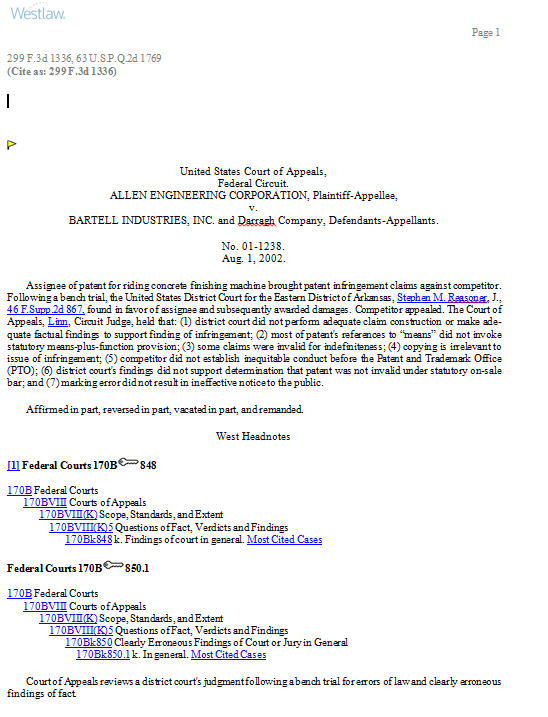 Westlaw.
Page 1
299 F.3d 1336, 63 U.S.P.Q.2d 1769
(Cite as: 299 F.3d 1336)
United States Court of Appeals,
Federal Circuit.
ALLEN ENGINEERING CORPORATION, Plaintiff-Appellee,
v.
BARTELL INDUSTRIES, INC. and Darragh Company, Defendants-Appellants.
No. 01-1238.
Aug. 1, 2002.
Assignee of patent for riding concrete finishing machine brought patent infringement claims against competitor.
Following a bench trial, the United States District Court for the Eastern District of Arkansas, Stephen M. Reasoner, J.,
46 F.Supp.2d 867, found in favor of assignee and subsequently awarded damages. Competitor appealed. The Court of
Appeals, Linn, Circuit Judge, held that: (1) district court did not perform adequate claim construction or make ade-
quate factual findings to support finding of infringement; (2) most of patent's references to “means” did not invoke
statutory means-plus-function provision; (3) some claims were invalid for indefiniteness; (4) copying is irrelevant to
issue of infringement; (5) competitor did not establish inequitable conduct before the Patent and Trademark Office
(PTO); (6) district court's findings did not support determination that patent was not invalid under statutory on-sale
bar; and (7) marking error did not result in ineffective notice to the public.
Affirmed in part, reversed in part, vacated in part, and remanded.
West Headnotes
[1] Federal Courts 170B 848
170B Federal Courts
170BVIII Courts of Appeals
170BVIII(K) Scope, Standards, and Extent
170BVIII(K)5 Questions of Fact, Verdicts and Findings
170Bk848 k. Findings of court in general. Most Cited Cases
Federal Courts 170B 850.1
170B Federal Courts
170BVIII Courts of Appeals
170BVIII(K) Scope, Standards, and Extent
170BVIII(K)5 Questions of Fact, Verdicts and Findings
170Bk850 Clearly Erroneous Findings of Court or Jury in General
170Bk850.1 k. In general. Most Cited Cases
Court of Appeals reviews a district court's judgment following a bench trial for errors of law and clearly erroneous
findings of fact.